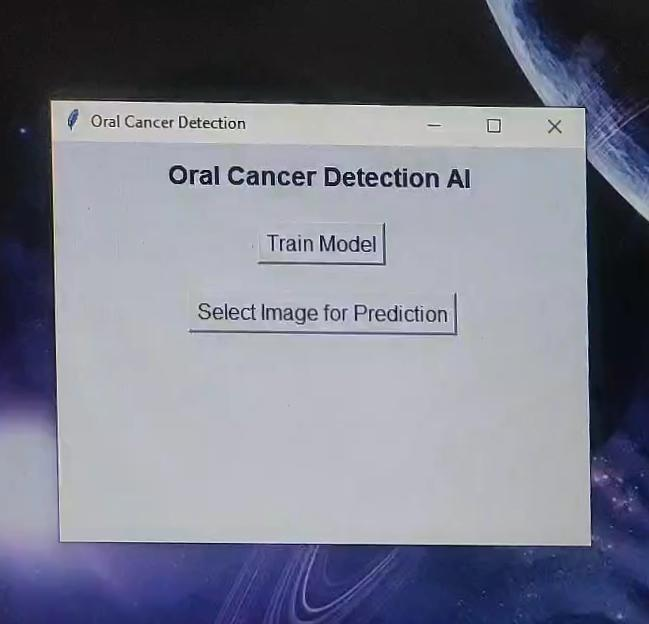 Oral Cancer Detection
Oral Cancer Detection AI
Train Model
Select Image for Prediction